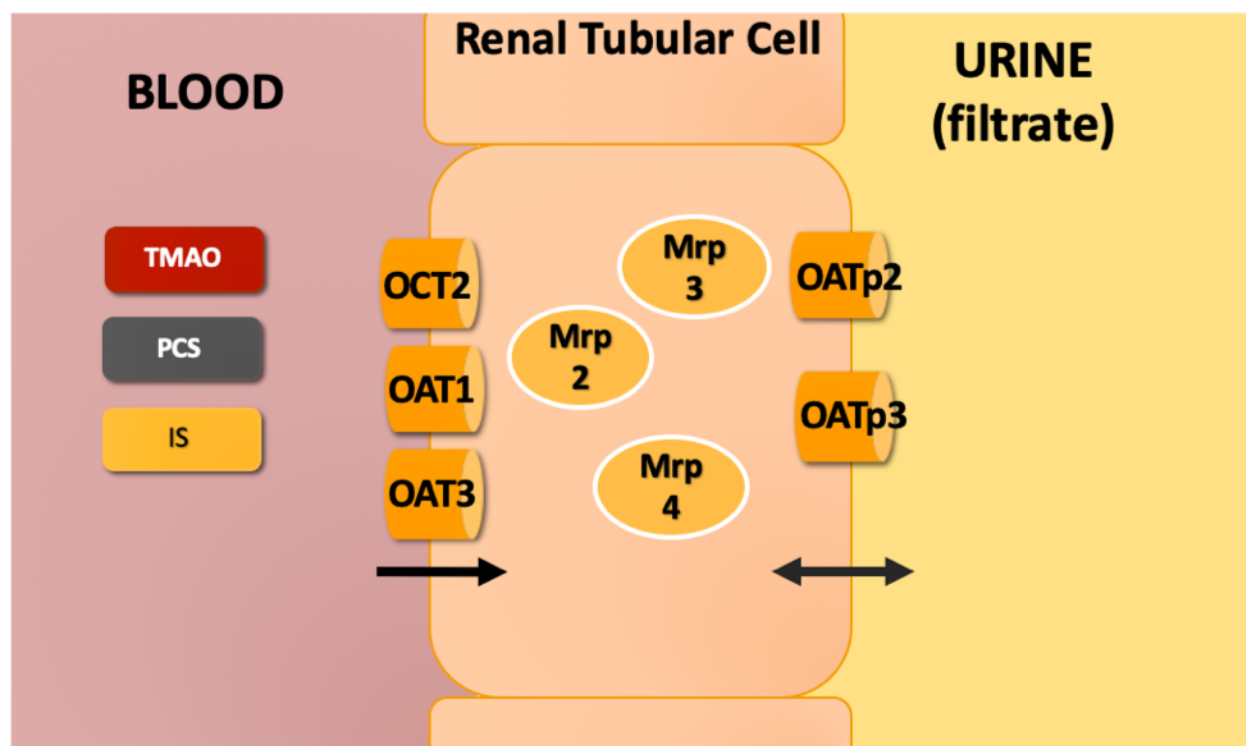 Renal Tubular Cell
BLOOD
URINE
(filtrate)
TMAO
PCS
IS
OCT2
OAT1
OAT3
Mrp
3
Mrp
2
Mrp
4
OATp2
OATp3